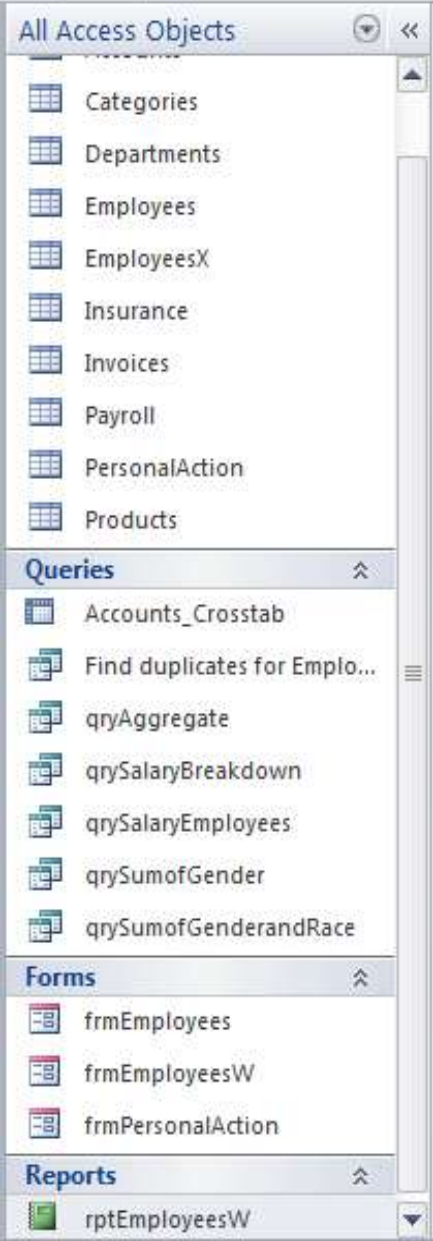 All Access Objects
Categories
Departments
Employees
EmployeesX
Insurance
Invoices
Payroll
PersonalAction
Products
Queries
Accounts_Crosstab
Find duplicates for Emplo...
qryAggregate
qrySalaryBreakdown
qrySalaryEmployees
qrySumofGender
qrySumofGenderandRace
Forms
frmEmployees
frmEmployeesW
frmPersonalAction
Reports
rptEmployeesW